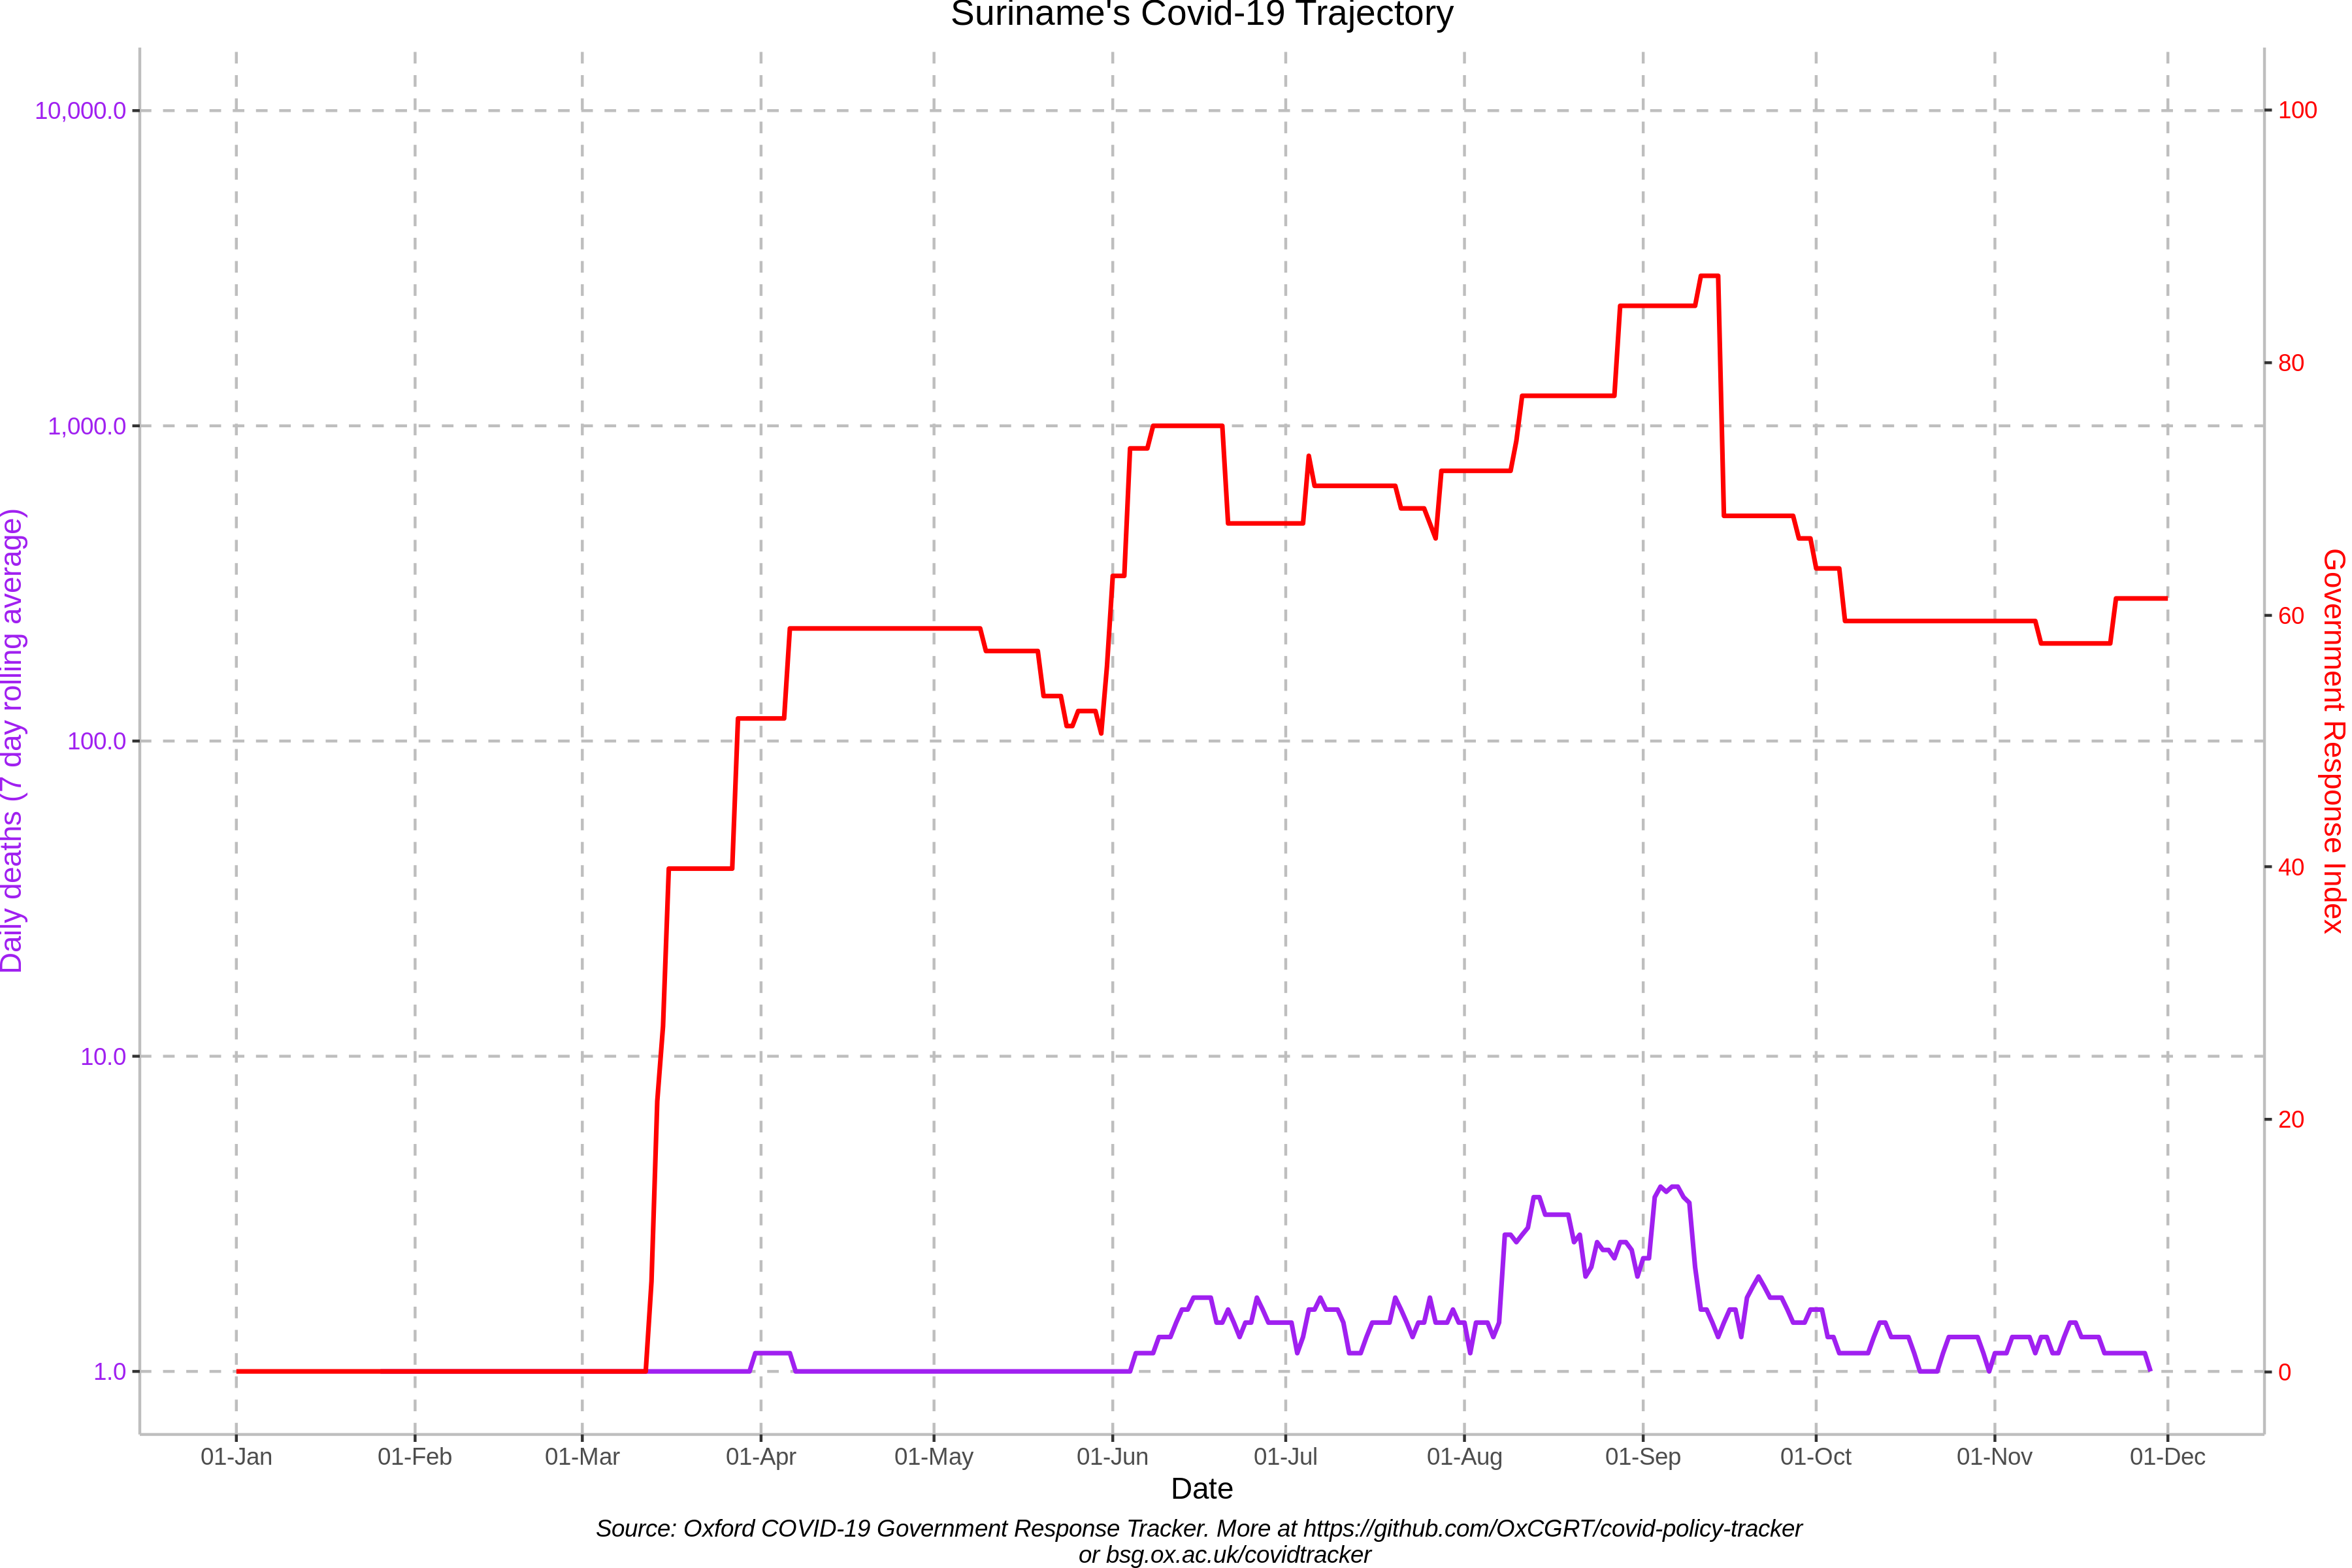 Suriname's Covid-19 Trajectory
10,000.0
1,000.0
100.0
10.0
1.0
Daily deaths (7 day rolling average)
100
80
60
40
20
0
Government Response Index
01-Jan 01-Feb 01-Mar 01-Apr 01-May 01-Jun 01-Jul 01-Aug 01-Sep 01-Oct 01-Nov 01-Dec
Date
Source: Oxford COVID-19 Government Response Tracker. More at https://github.com/OxCGRT/covid-policy-tracker
or bsg.ox.ac.uk/covidtracker